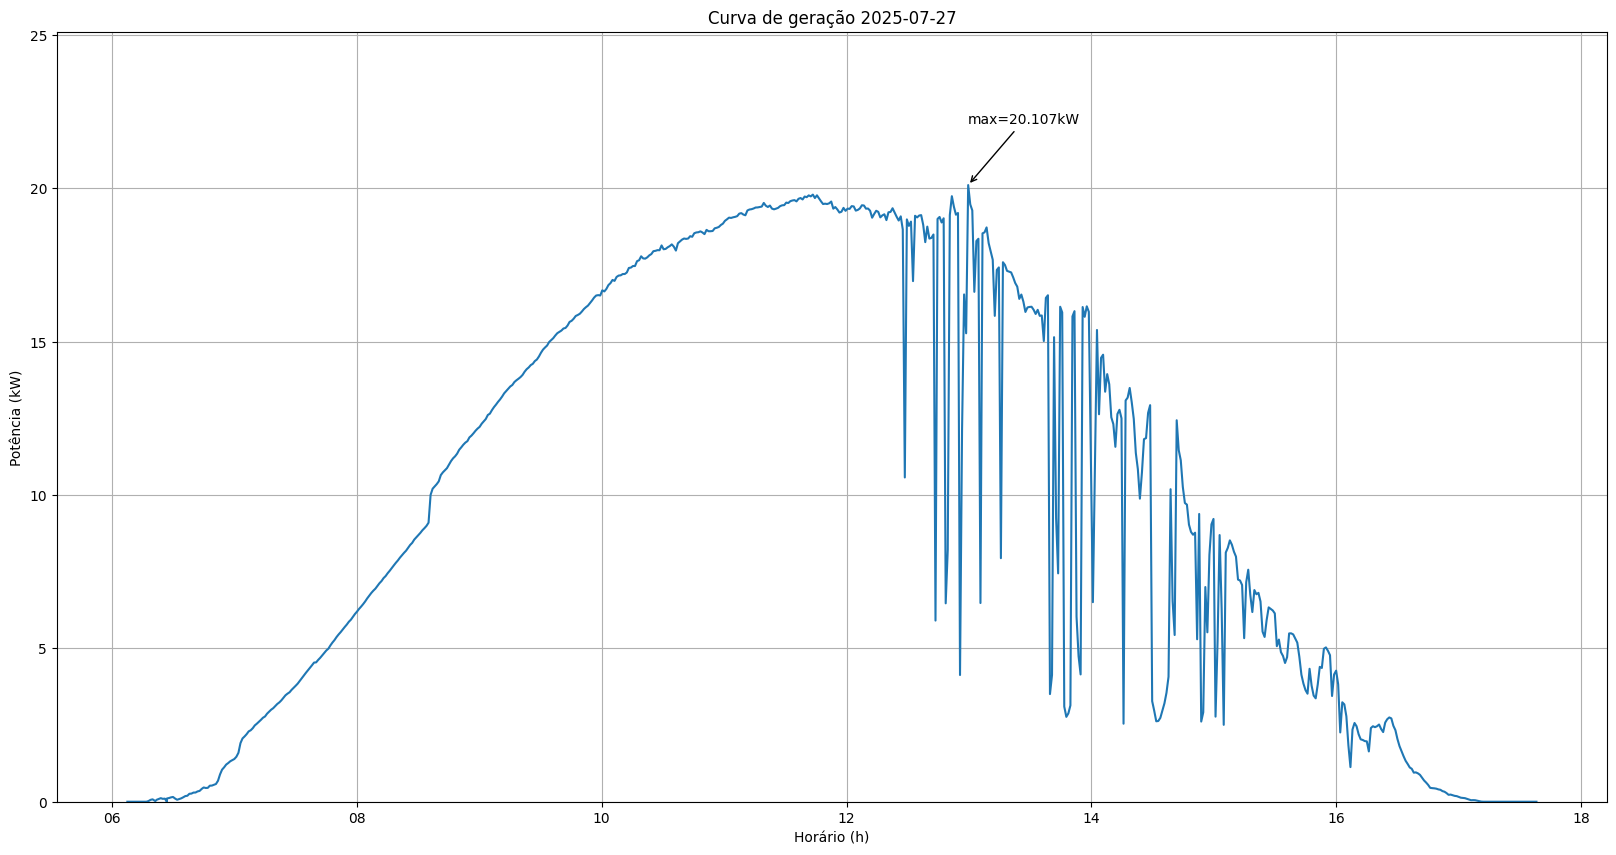 Curva de geração 2025-07-27
25
max=20.107kW
20
15
Potência (kW)
10
5
0
06 08 10 12 14 16 18
Horário (h)